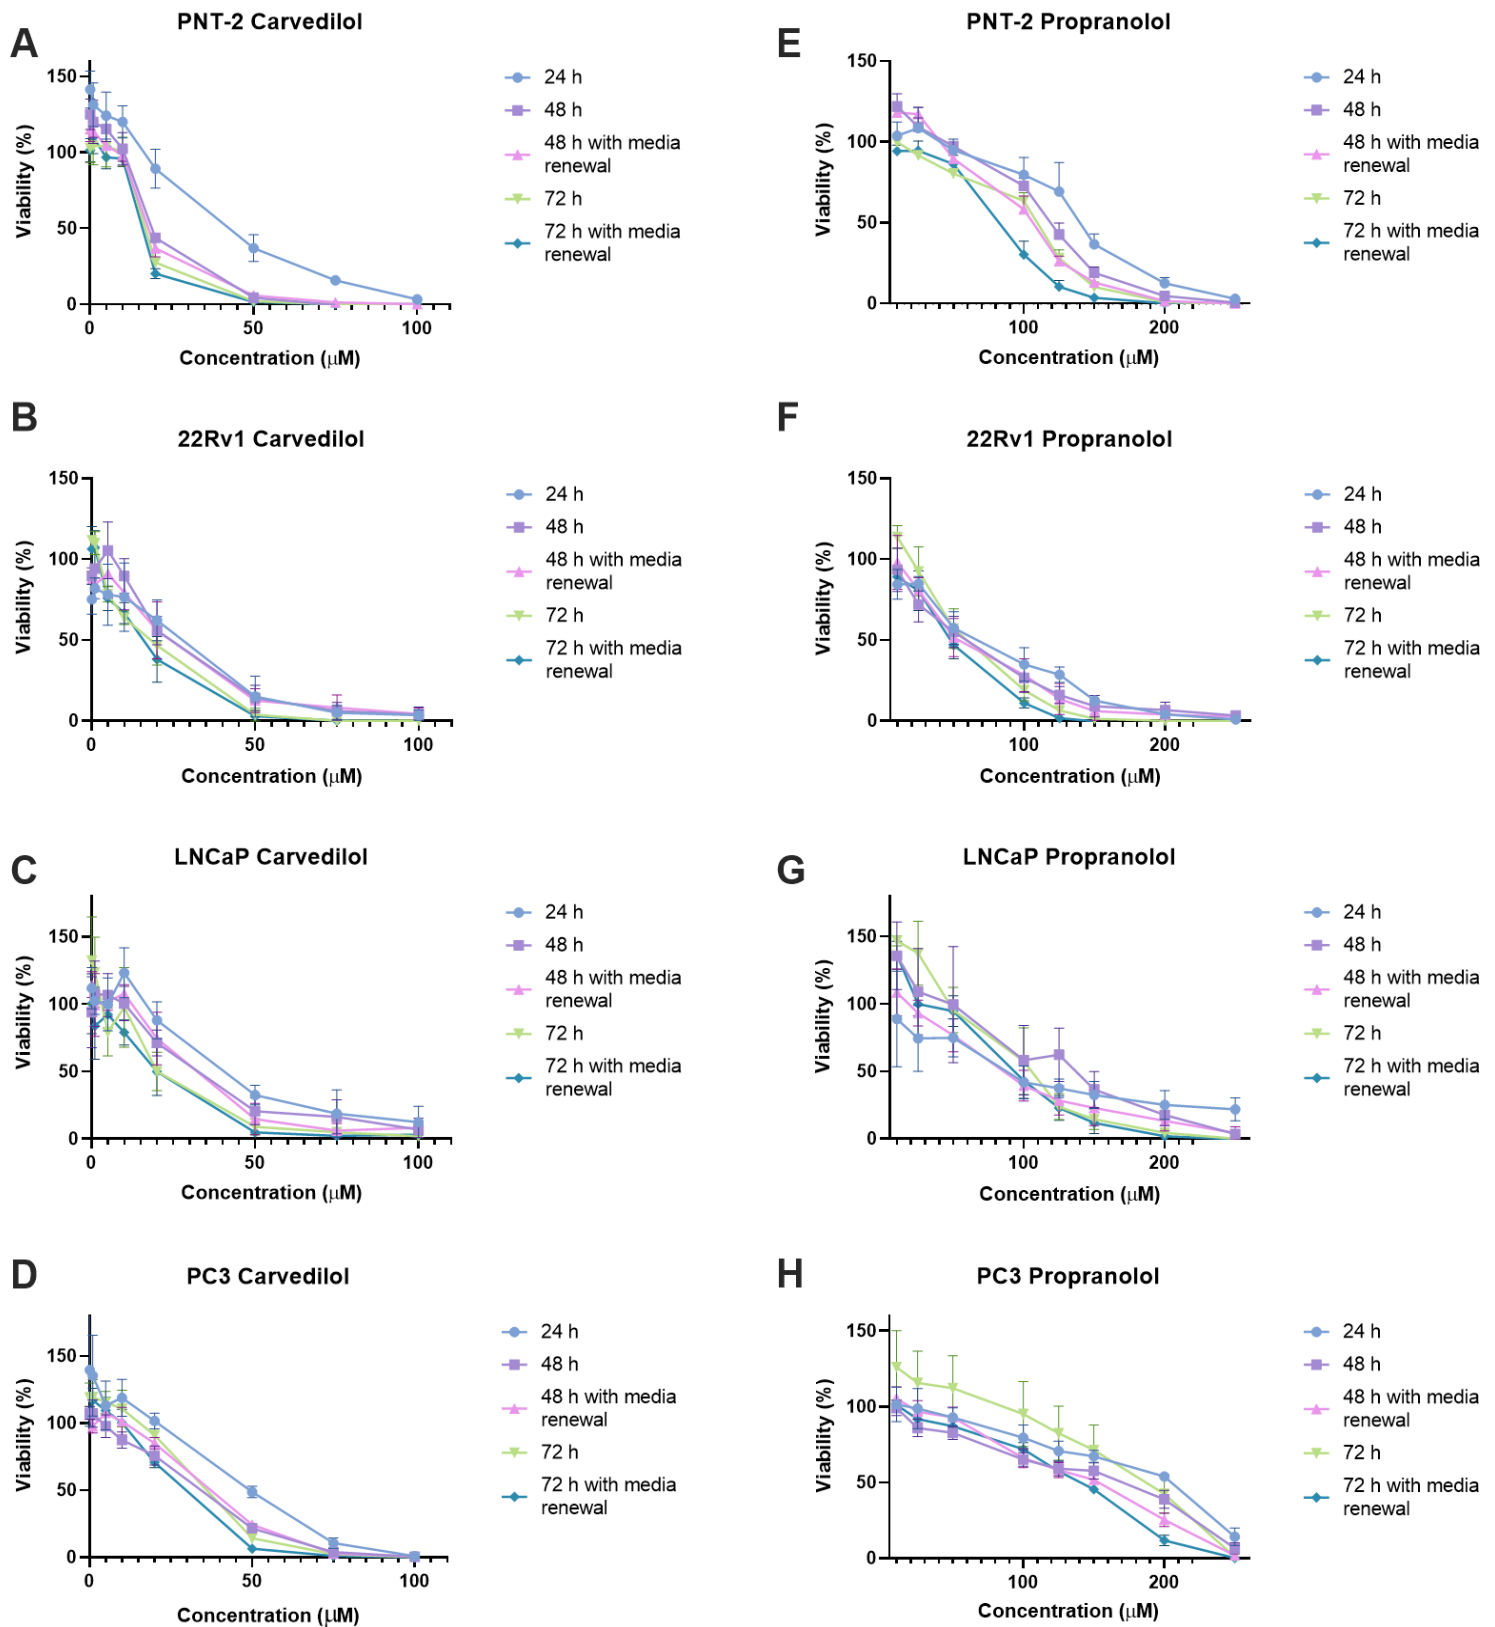 A
PNT-2 Carvedilol
150
100
50
0
0
50
100
Viability (%)
Concentration (μM)
24 h
48 h
48 h with media
renewal
72 h
72 h with media
renewal
E
PNT-2 Propranolol
150
100
50
0
100
200
Viability (%)
Concentration (μM)
24 h
48 h
48 h with media
renewal
72 h
72 h with media
renewal
B
22Rv1 Carvedilol
150
100
50
0
0
50
100
Viability (%)
Concentration (μM)
24 h
48 h
48 h with media
renewal
72 h
72 h with media
renewal
F
22Rv1 Propranolol
150
100
50
0
100
200
Viability (%)
Concentration (μM)
24 h
48 h
48 h with media
renewal
72 h
72 h with media
renewal
C
LNCaP Carvedilol
150
100
50
0
0
50
100
Viability (%)
Concentration (μM)
24 h
48 h
48 h with media
renewal
72 h
72 h with media
renewal
G
LNCaP Propranolol
150
100
50
0
100
200
Viability (%)
Concentration (μM)
24 h
48 h
48 h with media
renewal
72 h
72 h with media
renewal
D
PC3 Carvedilol
150
100
50
0
0
50
100
Viability (%)
Concentration (μM)
24 h
48 h
48 h with media
renewal
72 h
72 h with media
renewal
H
PC3 Propranolol
150
100
50
0
100
200
Viability (%)
Concentration (μM)
24 h
48 h
48 h with media
renewal
72 h
72 h with media
renewal